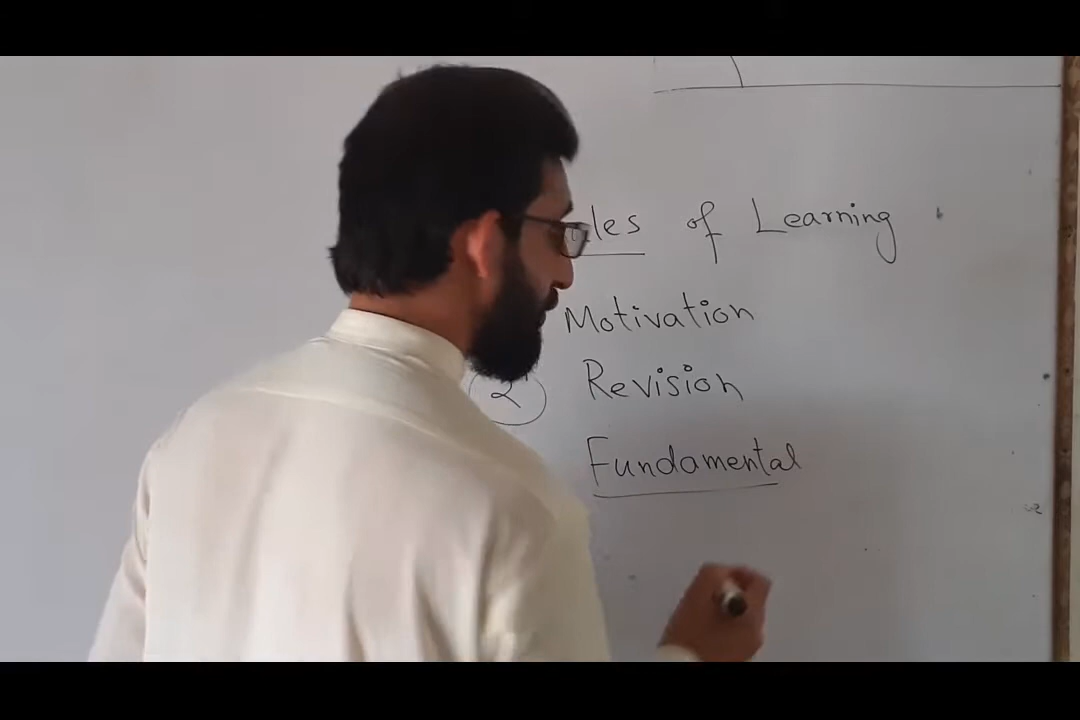 les of Learning
Motivation
2 Revision
Fundamental